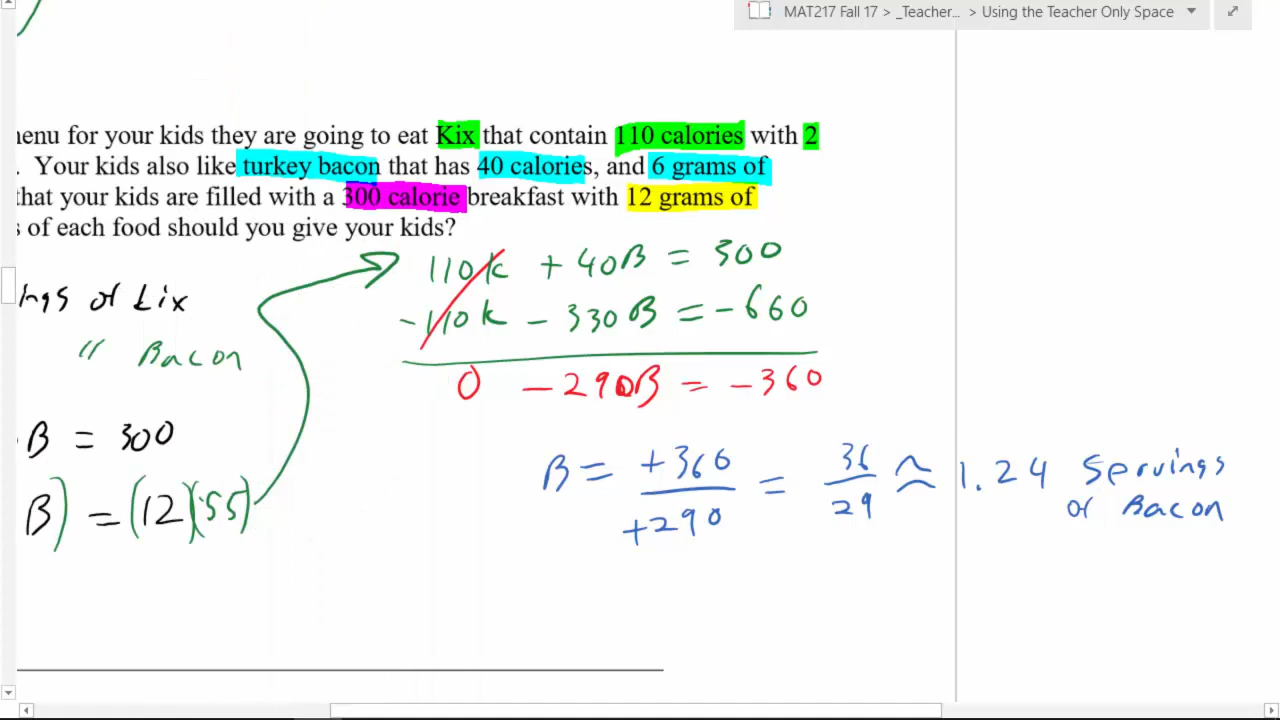 MAT217 Fall 17 > _Teacher... > Using the Teacher Only Space
enu for your kids they are going to eat Kix that contain 110 calories with 2
. Your kids also like turkey bacon that has 40 calories, and 6 grams of
that your kids are filled with a 300 calorie breakfast with 12 grams of
s of each food should you give your kids?
110k + 40B = 300
ings of kix
-110k - 330B = -660
" Bacon
0 - 290B = -360
B = 300
B = +360/+290 = 36/29 ≈ 1.24 Servings
of Bacon
B) = (12)(-55)